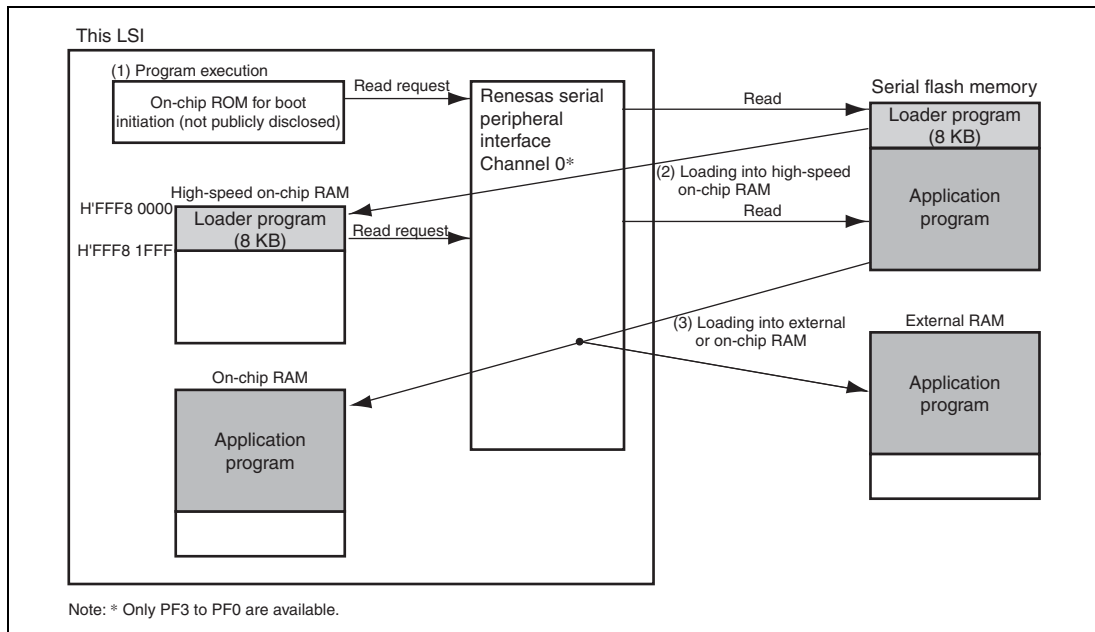 This LSI
(1) Program execution
On-chip ROM for boot
initiation (not publicly disclosed)
Read request
Renesas serial
peripheral
interface
Channel 0*
Read
Serial flash memory
Loader program
(8 KB)
Application
program
(2) Loading into high-speed
on-chip RAM
Read
High-speed on-chip RAM
H'FFF8 0000
Loader program
(8 KB)
H'FFF8 1FFF
Read request
(3) Loading into external
or on-chip RAM
On-chip RAM
Application
program
External RAM
Application
program
Note: * Only PF3 to PF0 are available.